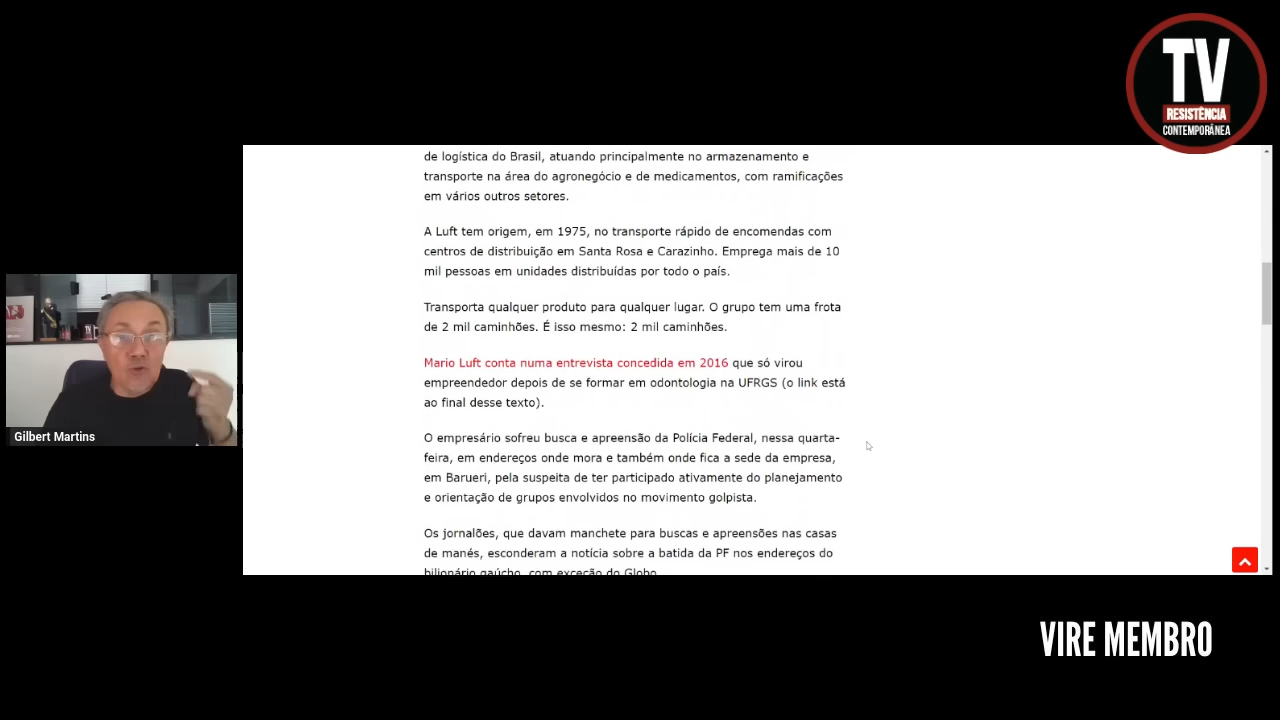 TV
RESISTÊNCIA
CONTEMPORÂNEA
de logística do Brasil, atuando principalmente no armazenamento e
transporte na área do agronegócio e de medicamentos, com ramificações
em vários outros setores.
A Luft tem origem, em 1975, no transporte rápido de encomendas com
centros de distribuição em Santa Rosa e Carazinho. Emprega mais de 10
mil pessoas em unidades distribuídas por todo o país.
Transporta qualquer produto para qualquer lugar. O grupo tem uma frota
de 2 mil caminhões. É isso mesmo: 2 mil caminhões.
Mario Luft conta numa entrevista concedida em 2016 que só virou
empreendedor depois de se formar em odontologia na UFRGS (o link está
ao final desse texto).
O empresário sofreu busca e apreensão da Polícia Federal, nessa quarta-
feira, em endereços onde mora e também onde fica a sede da empresa,
em Barueri, pela suspeita de ter participado ativamente do planejamento
e orientação de grupos envolvidos no movimento golpista.
Os jornalões, que davam manchete para buscas e apreensões nas casas
de manés, esconderam a notícia sobre a batida da PF nos endereços do
bilionário gaúcho, com exceção do Globo.
Gilbert Martins
VIRE MEMBRO